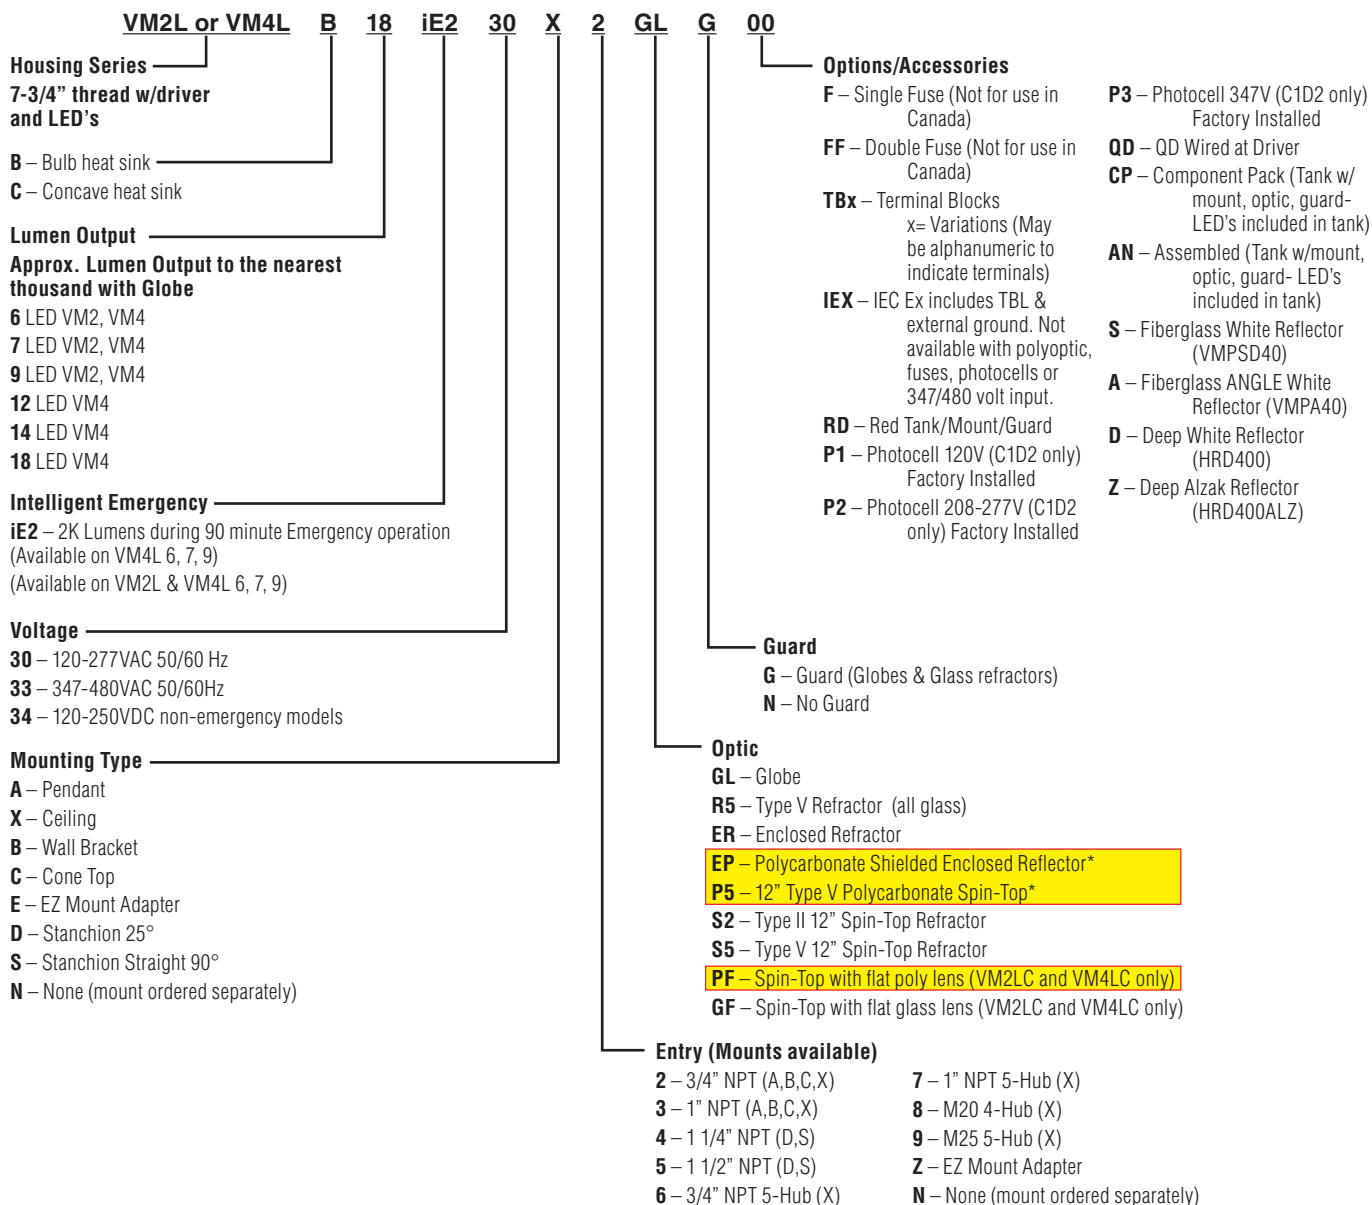 VM2L or VM4L B 18 iE2 30 X 2 GL G 00
Housing Series
7-3/4” thread w/driver
and LED’s
B – Bulb heat sink
C – Concave heat sink
Lumen Output
Approx. Lumen Output to the nearest
thousand with Globe
6 LED VM2, VM4
7 LED VM2, VM4
9 LED VM2, VM4
12 LED VM4
14 LED VM4
18 LED VM4
Intelligent Emergency
iE2 – 2K Lumens during 90 minute Emergency operation
(Available on VM4L 6, 7, 9)
(Available on VM2L & VM4L 6, 7, 9)
Voltage
30 – 120-277VAC 50/60 Hz
33 – 347-480VAC 50/60Hz
34 – 120-250VDC non-emergency models
Mounting Type
A – Pendant
X – Ceiling
B – Wall Bracket
C – Cone Top
E – EZ Mount Adapter
D – Stanchion 25°
S – Stanchion Straight 90°
N – None (mount ordered separately)
Options/Accessories
F – Single Fuse (Not for use in
Canada)
FF – Double Fuse (Not for use in
Canada)
TBx – Terminal Blocks
x= Variations (May
be alphanumeric to
indicate terminals)
IEX – IEC Ex includes TBL &
external ground. Not
available with polyoptic,
fuses, photocells or
347/480 volt input.
RD – Red Tank/Mount/Guard
P1 – Photocell 120V (C1D2 only)
Factory Installed
P2 – Photocell 208-277V (C1D2
only) Factory Installed
P3 – Photocell 347V (C1D2 only)
Factory Installed
QD – QD Wired at Driver
CP – Component Pack (Tank w/
mount, optic, guard-
LED’s included in tank)
AN – Assembled (Tank w/mount,
optic, guard- LED’s
included in tank)
S – Fiberglass White Reflector
(VMPSD40)
A – Fiberglass ANGLE White
Reflector (VMPA40)
D – Deep White Reflector
(HRD400)
Z – Deep Alzak Reflector
(HRD400ALZ)
Guard
G – Guard (Globes & Glass refractors)
N – No Guard
Optic
GL – Globe
R5 – Type V Refractor (all glass)
ER – Enclosed Refractor
EP – Polycarbonate Shielded Enclosed Reflector*
P5 – 12” Type V Polycarbonate Spin-Top*
S2 – Type II 12” Spin-Top Refractor
S5 – Type V 12” Spin-Top Refractor
PF – Spin-Top with flat poly lens (VM2LC and VM4LC only)
GF – Spin-Top with flat glass lens (VM2LC and VM4LC only)
Entry (Mounts available)
2 – 3/4” NPT (A,B,C,X)
3 – 1” NPT (A,B,C,X)
4 – 1 1/4” NPT (D,S)
5 – 1 1/2” NPT (D,S)
6 – 3/4” NPT 5-Hub (X)
7 – 1” NPT 5-Hub (X)
8 – M20 4-Hub (X)
9 – M25 5-Hub (X)
Z – EZ Mount Adapter
N – None (mount ordered separately)